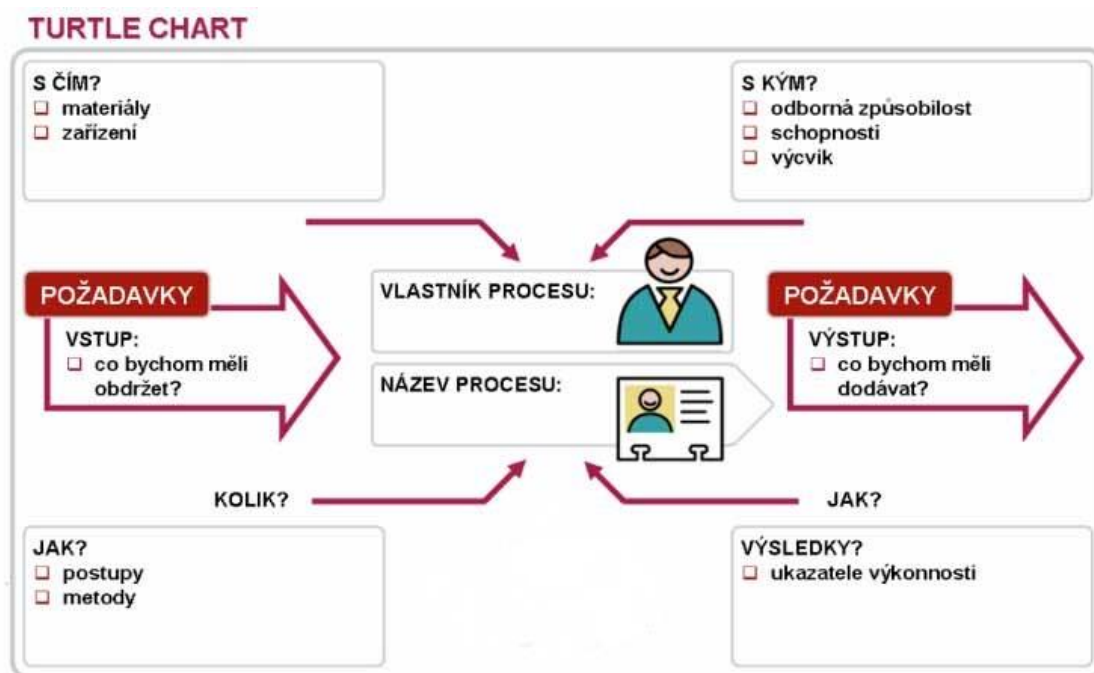 TURTLE CHART
S ČÍM?
materiály
zařízení
S KÝM?
odborná způsobilost
schopnosti
výcvik
POŽADAVKY
VSTUP:
co bychom měli
obdržet?
VLASTNÍK PROCESU:
NÁZEV PROCESU:
POŽADAVKY
VÝSTUP:
co bychom měli
dodávat?
KOLIK?
JAK?
JAK?
postupy
metody
VÝSLEDKY?
ukazatele výkonnosti